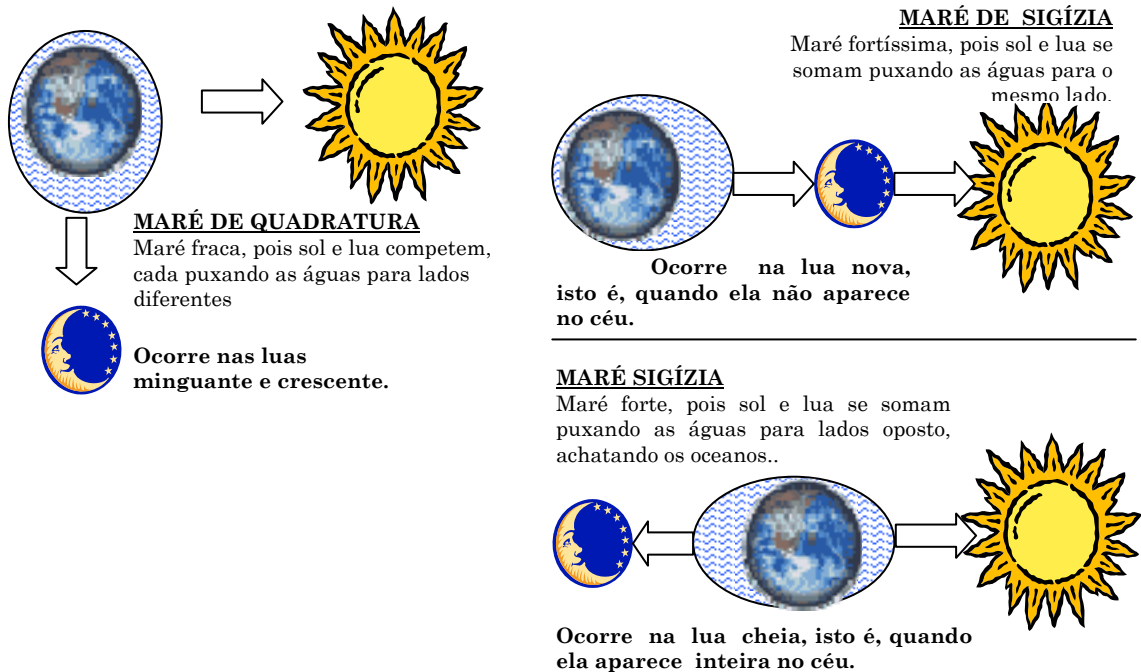 MARÉ DE QUADRATURA
Maré fraca, pois sol e lua competem,
cada puxando as águas para lados
diferentes
Ocorre nas luas
minguante e crescente.
MARÉ DE SIGÍZIA
Maré fortíssima, pois sol e lua se
somam puxando as águas para o
mesmo lado.
Ocorre na lua nova,
isto é, quando ela não aparece
no céu.
MARÉ SIGÍZIA
Maré forte, pois sol e lua se somam
puxando as águas para lados oposto,
achatando os oceanos..
Ocorre na lua cheia, isto é, quando
ela aparece inteira no céu.